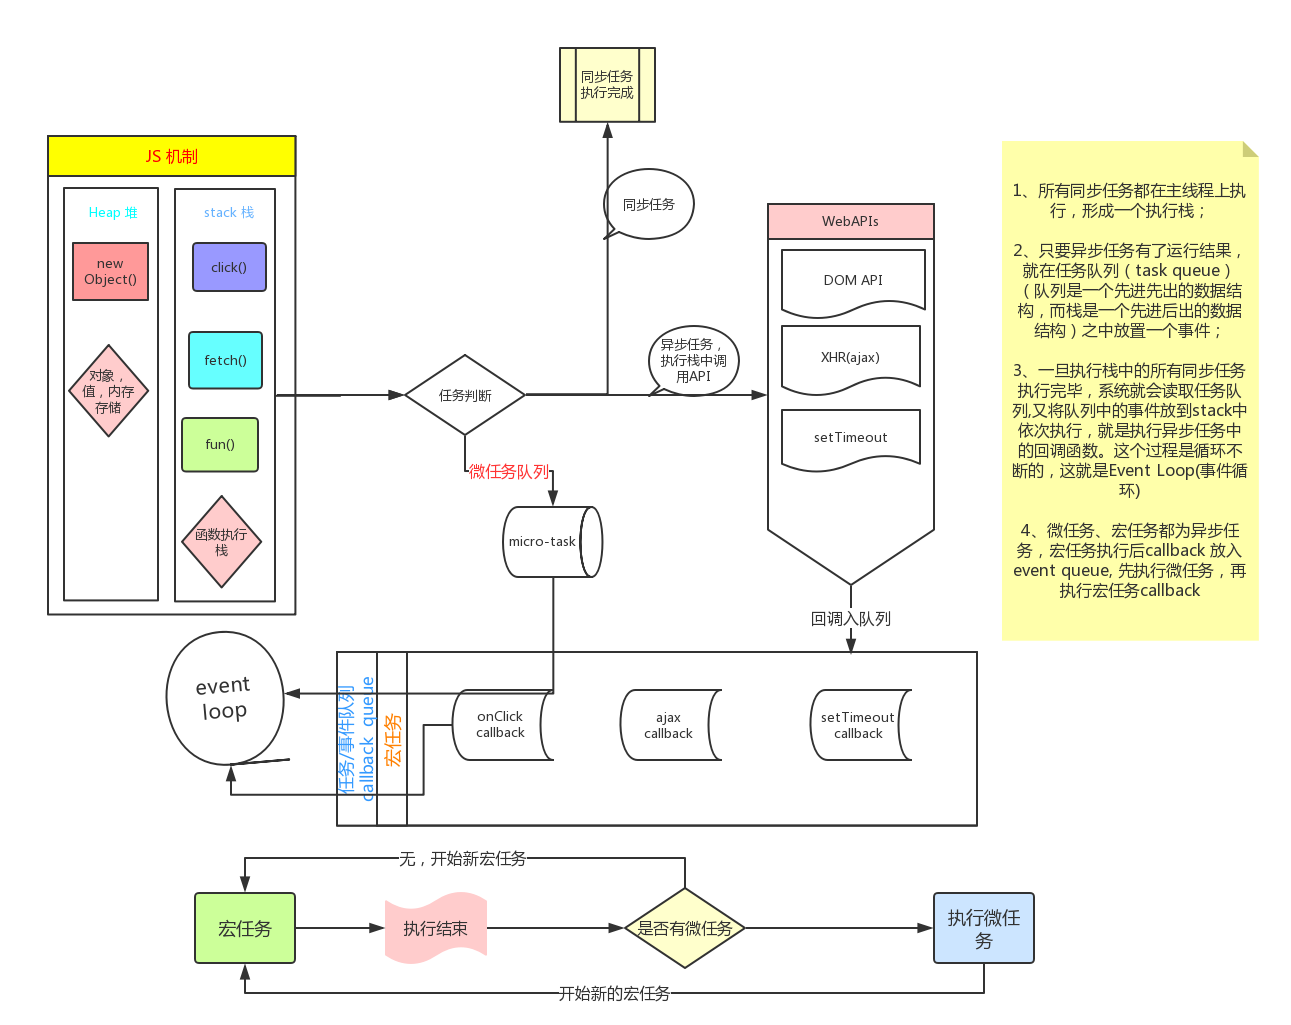 同步任务
执行完成
JS 机制
Heap 堆
stack 栈
new
Object()
click()
对象，
值，内存
存储
fetch()
fun()
函数执行
栈
任务判断
同步任务
异步任务，
执行栈中调
用API
微任务队列
micro-task
WebAPIs
DOM API
XHR(ajax)
setTimeout
回调入队列
1、所有同步任务都在主线程上执
行，形成一个执行栈；
2、只要异步任务有了运行结果，
就在任务队列（task queue）
（队列是一个先进先出的数据结
构，而栈是一个先进后出的数据
结构）之中放置一个事件；
3、一旦执行栈中的所有同步任务
执行完毕，系统就会读取任务队
列,又将队列中的事件放到stack中
依次执行，就是执行异步任务中
的回调函数。这个过程是循环不
断的，这就是Event Loop(事件循
环)
4、微任务、宏任务都为异步任
务，宏任务执行后callback 放入
event queue, 先执行微任务，再
执行宏任务callback
event
loop
任务/事件队列
callback queue
宏任务
onClick
callback
ajax
callback
setTimeout
callback
无，开始新宏任务
宏任务
执行结束
是否有微任务
执行微任
务
开始新的宏任务